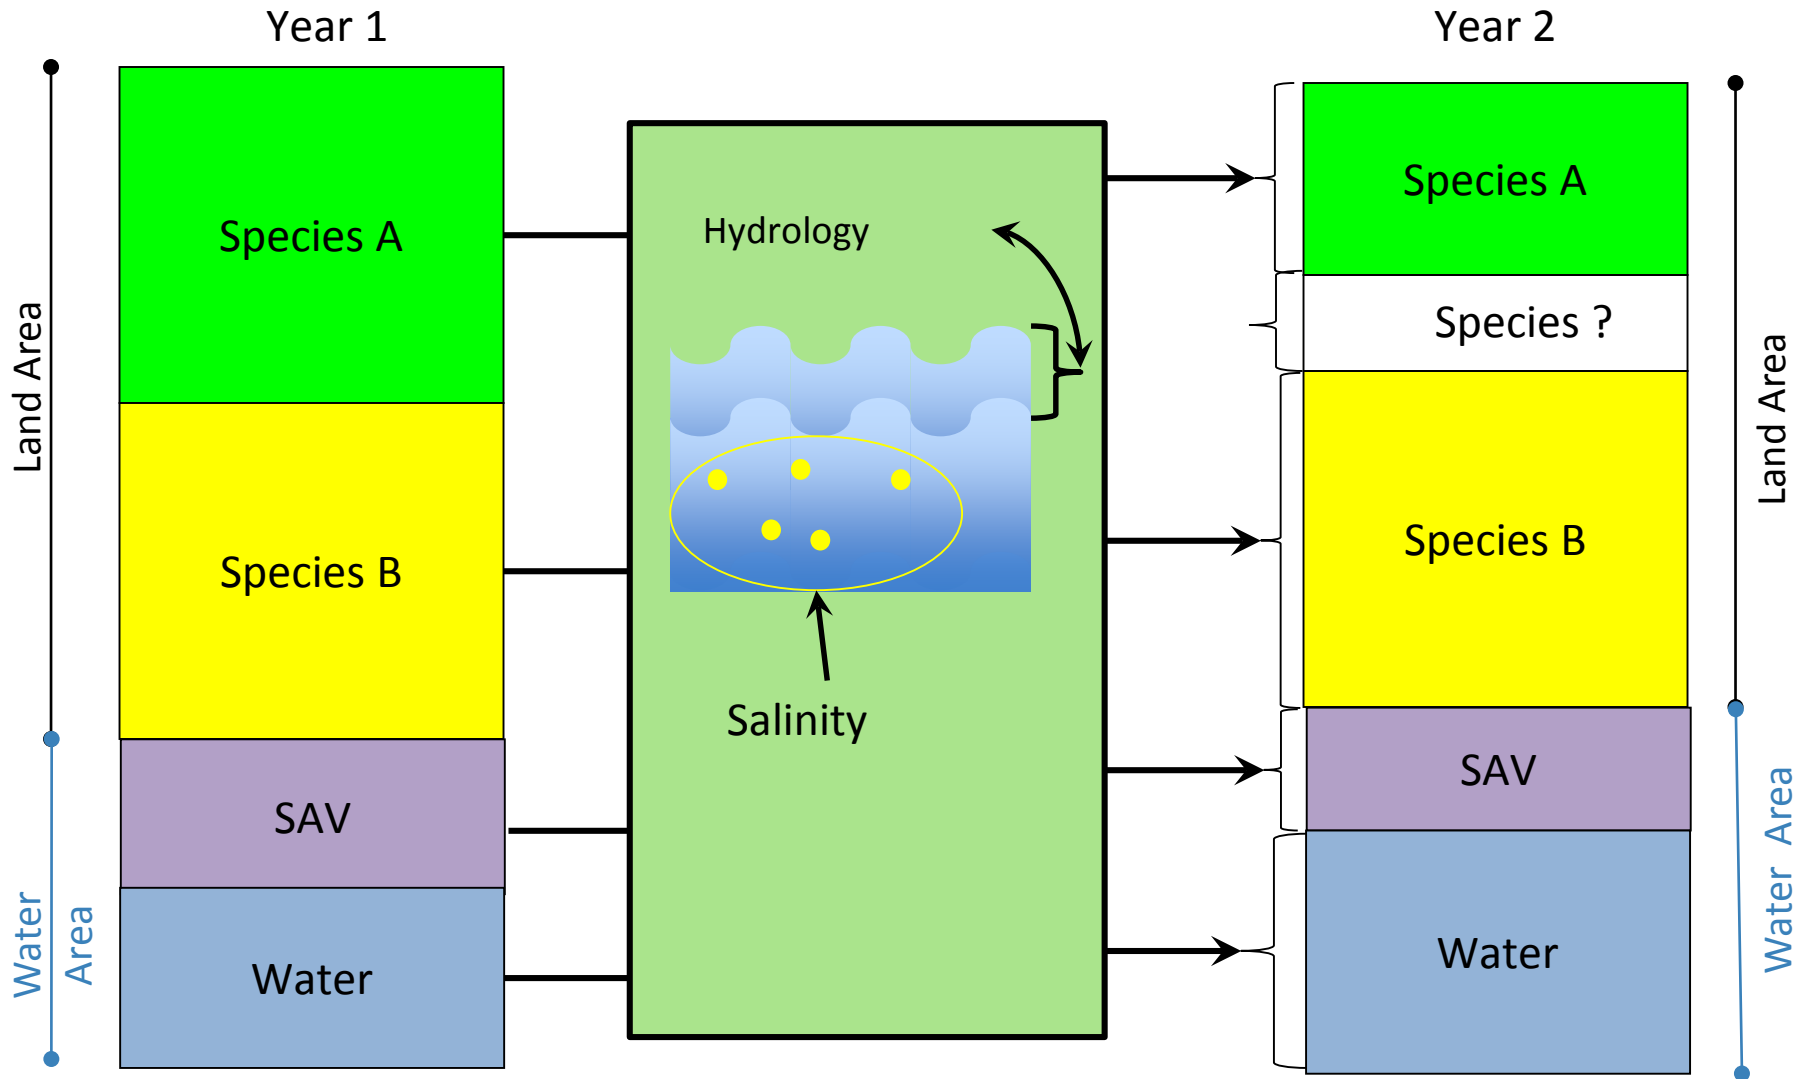 Year 1
Year 2
Land Area
Species A
Species B
SAV
Water
Water
Area
Hydrology
Salinity
Species A
Species ?
Species B
SAV
Water
Land Area
Water Area